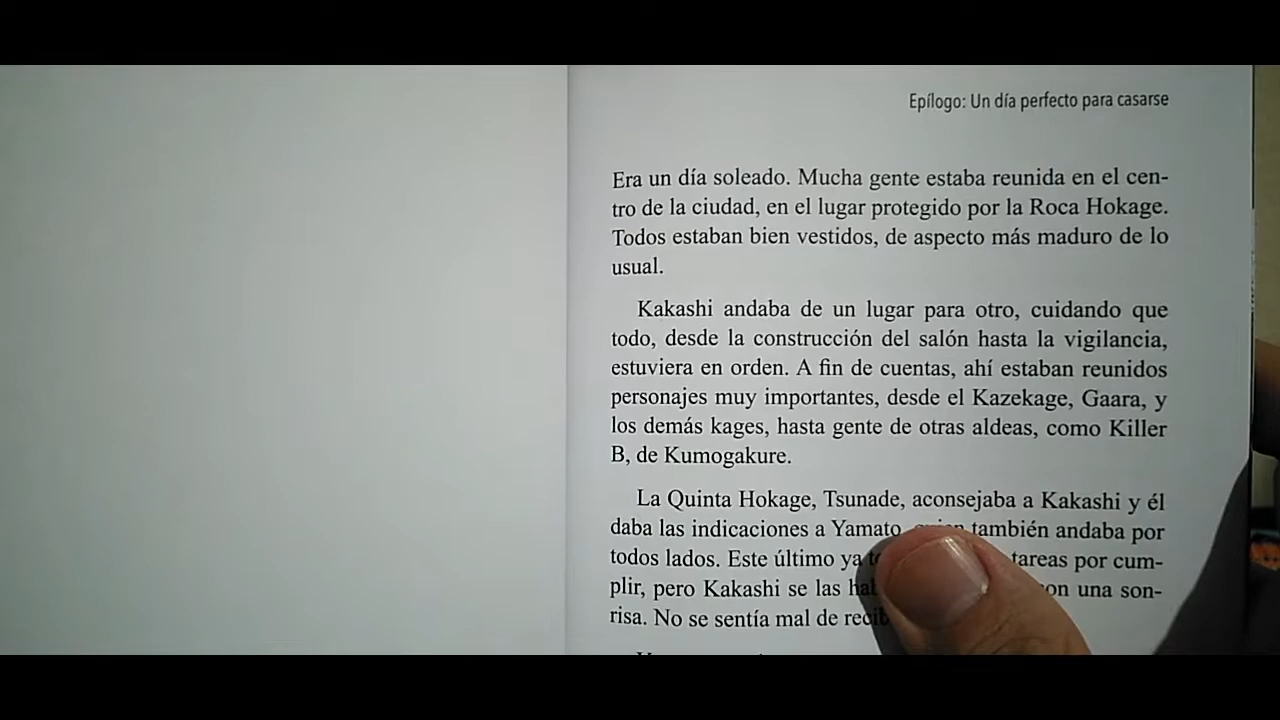 Epílogo: Un día perfecto para casarse
Era un día soleado. Mucha gente estaba reunida en el cen-
tro de la ciudad, en el lugar protegido por la Roca Hokage.
Todos estaban bien vestidos, de aspecto más maduro de lo
usual.
Kakashi andaba de un lugar para otro, cuidando que
todo, desde la construcción del salón hasta la vigilancia,
estuviera en orden. A fin de cuentas, ahí estaban reunidos
personajes muy importantes, desde el Kazekage, Gaara, y
los demás kages, hasta gente de otras aldeas, como Killer
B, de Kumogakure.
La Quinta Hokage, Tsunade, aconsejaba a Kakashi y él
daba las indicaciones a Yamato, también andaba por
todos lados. Este último ya tareas por cum-
plir, pero Kakashi se las una son-
risa. No se sentía mal de